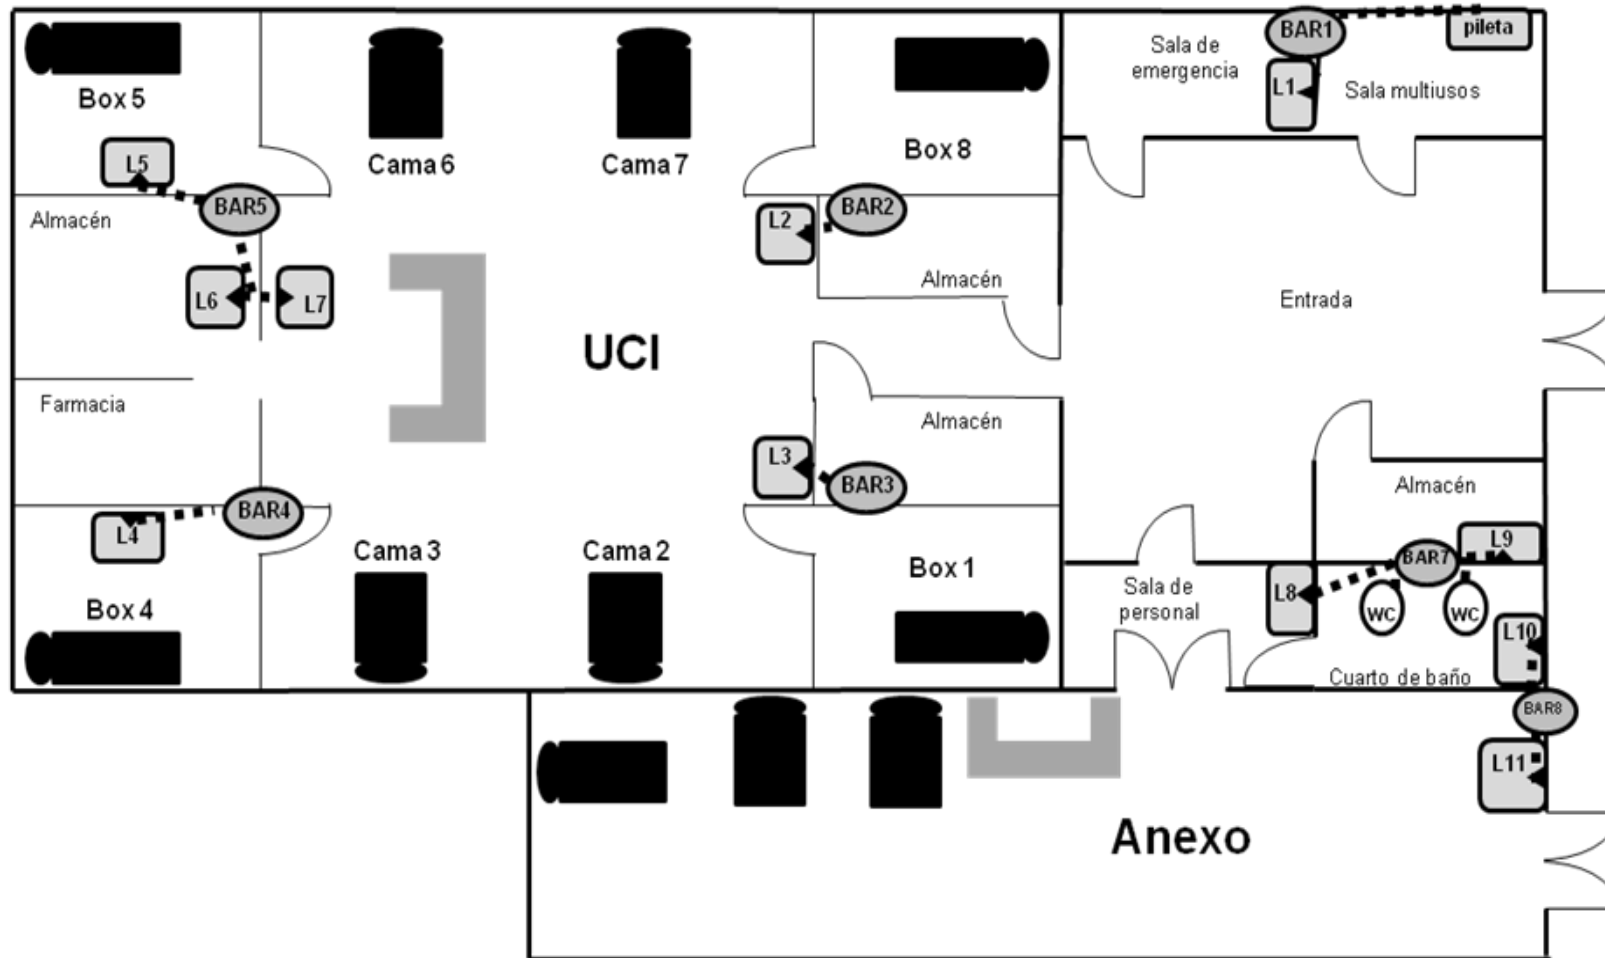 BAR1
pileta
Sala de
emergencia
L1
Sala multiusos
Box 5
Cama 6
Cama 7
Box 8
L5
Almacén
BAR5
L2
BAR2
L6
L7
Almacén
Entrada
UCI
Farmacia
Almacén
L3
BAR3
Almacén
BAR4
L4
L9
Cama 3
Cama 2
Box 1
BAR7
Sala de
personal
L8
WC
WC
Box 4
L10
Cuarto de baño
BAR8
L11
Anexo